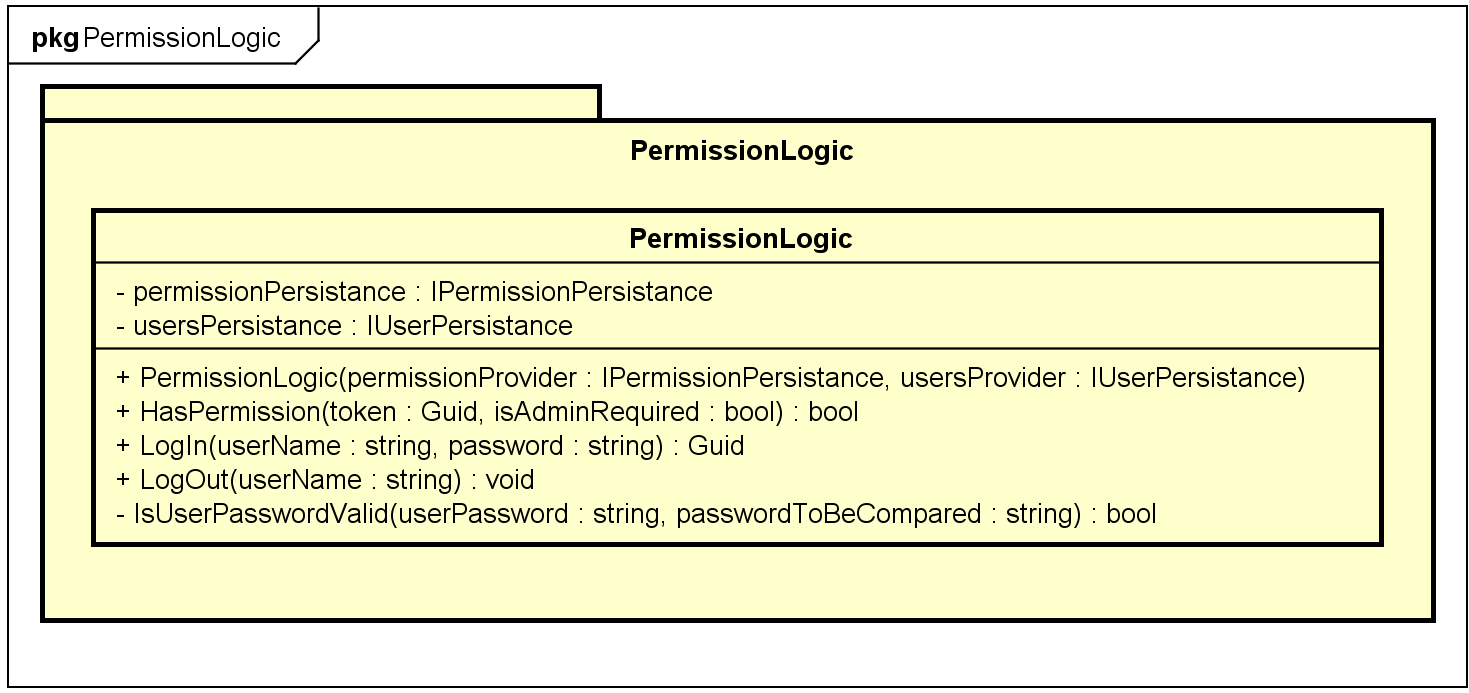 pkg PermissionLogic
PermissionLogic
PermissionLogic
- permissionPersistance : IPermissionPersistance
- usersPersistance : IUserPersistance
+ PermissionLogic(permissionProvider : IPermissionPersistance, usersProvider : IUserPersistance)
+ HasPermission(token : Guid, isAdminRequired : bool) : bool
+ LogIn(userName : string, password : string) : Guid
+ LogOut(userName : string) : void
- IsUserPasswordValid(userPassword : string, passwordToBeCompared : string) : bool